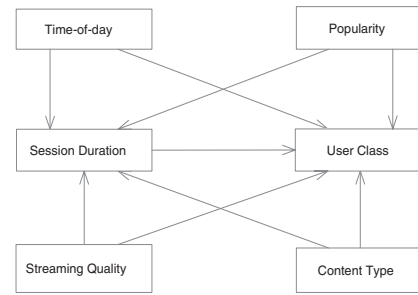 Time-of-day
Popularity
Session Duration
User Class
Streaming Quality
Content Type